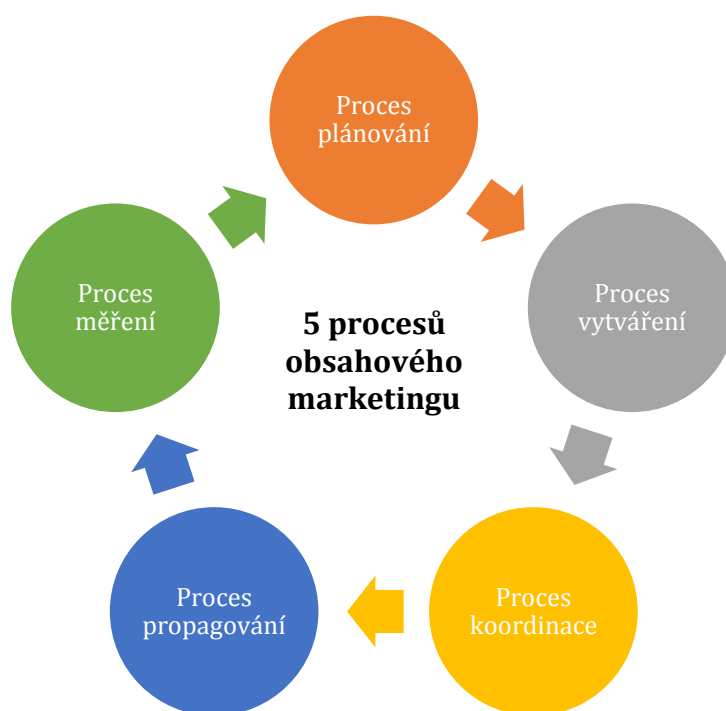 Proces
plánování
Proces
vytváření
Proces
koordinace
Proces
propagování
Proces
měření
5 procesů
obsahového
marketingu